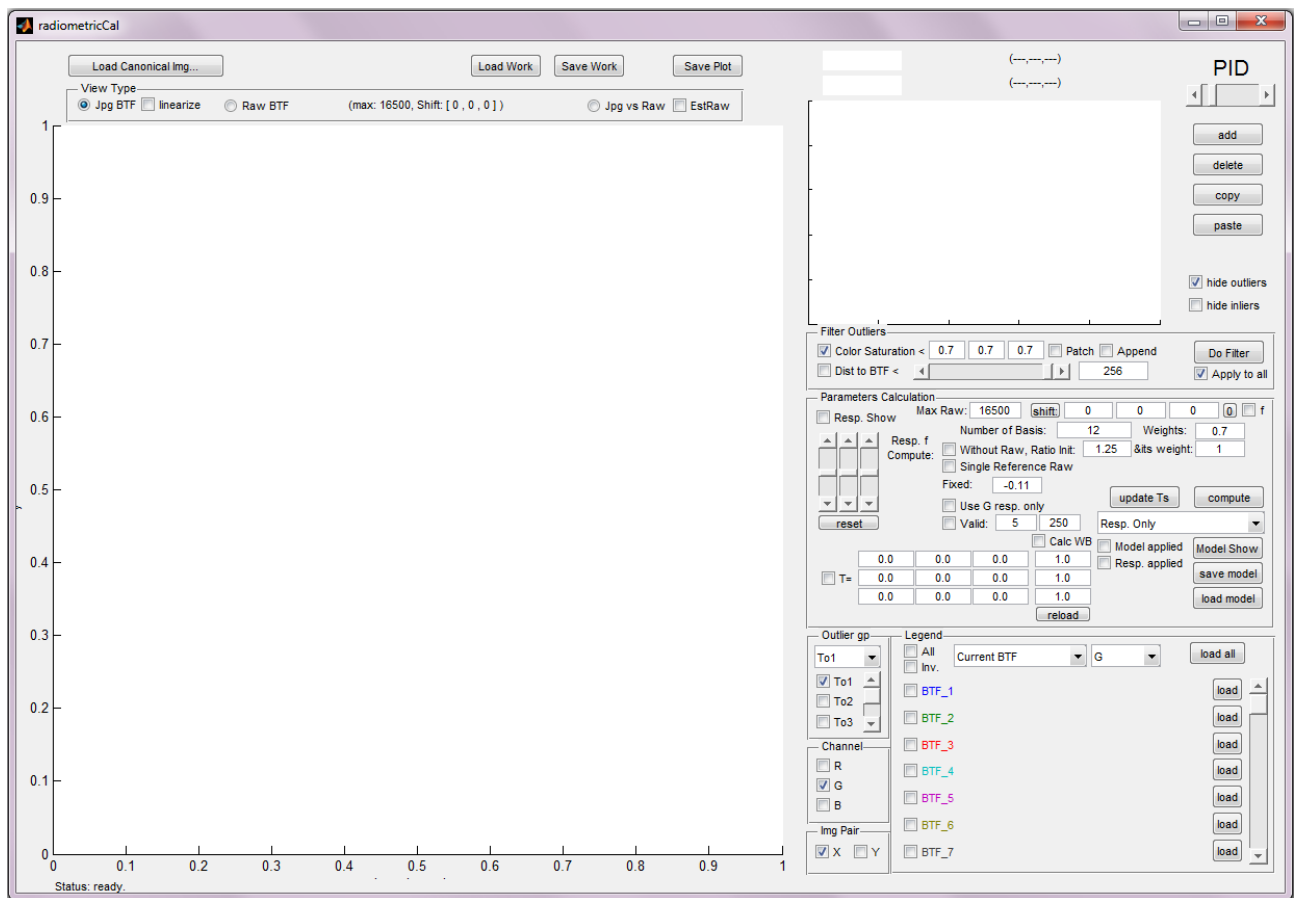 radiometricCal
Load Canonical Img...
Load Work
Save Work
Save Plot
View Type
Jpg BTF
linearize
Raw BTF
(max: 16500, Shift: [ 0 , 0 , 0 ] )
Jpg vs Raw
EstRaw
1
0.9
0.8
0.7
0.6
0.5
0.4
0.3
0.2
0.1
0
0 0.1 0.2 0.3 0.4 0.5 0.6 0.7 0.8 0.9 1
Status: ready.
(---,---,---)
(---,---,---)
PID
add
delete
copy
paste
hide outliers
hide inliers
Filter Outliers
Color Saturation < 0.7 0.7 0.7 Patch Append
Do Filter
Dist to BTF < 256
Apply to all
Parameters Calculation
Resp. Show
Max Raw: 16500 shift: 0 0 0 0 f
Number of Basis: 12 Weights: 0.7
Resp. f
Compute:
Without Raw, Ratio Init: 1.25 &its weight: 1
Single Reference Raw
Fixed: -0.11
update Ts
compute
Use G resp. only
reset
Valid: 5 250
Resp. Only
Calc WB
Model applied
Model Show
Resp. applied
save model
load model
T=
0.0 0.0 0.0 1.0
0.0 0.0 0.0 1.0
0.0 0.0 0.0 1.0
reload
Outlier gp
To1
To1
To2
To3
Channel
R
G
B
Img Pair
X Y
Legend
All
Inv.
Current BTF
G
load all
BTF_1 load
BTF_2 load
BTF_3 load
BTF_4 load
BTF_5 load
BTF_6 load
BTF_7 load